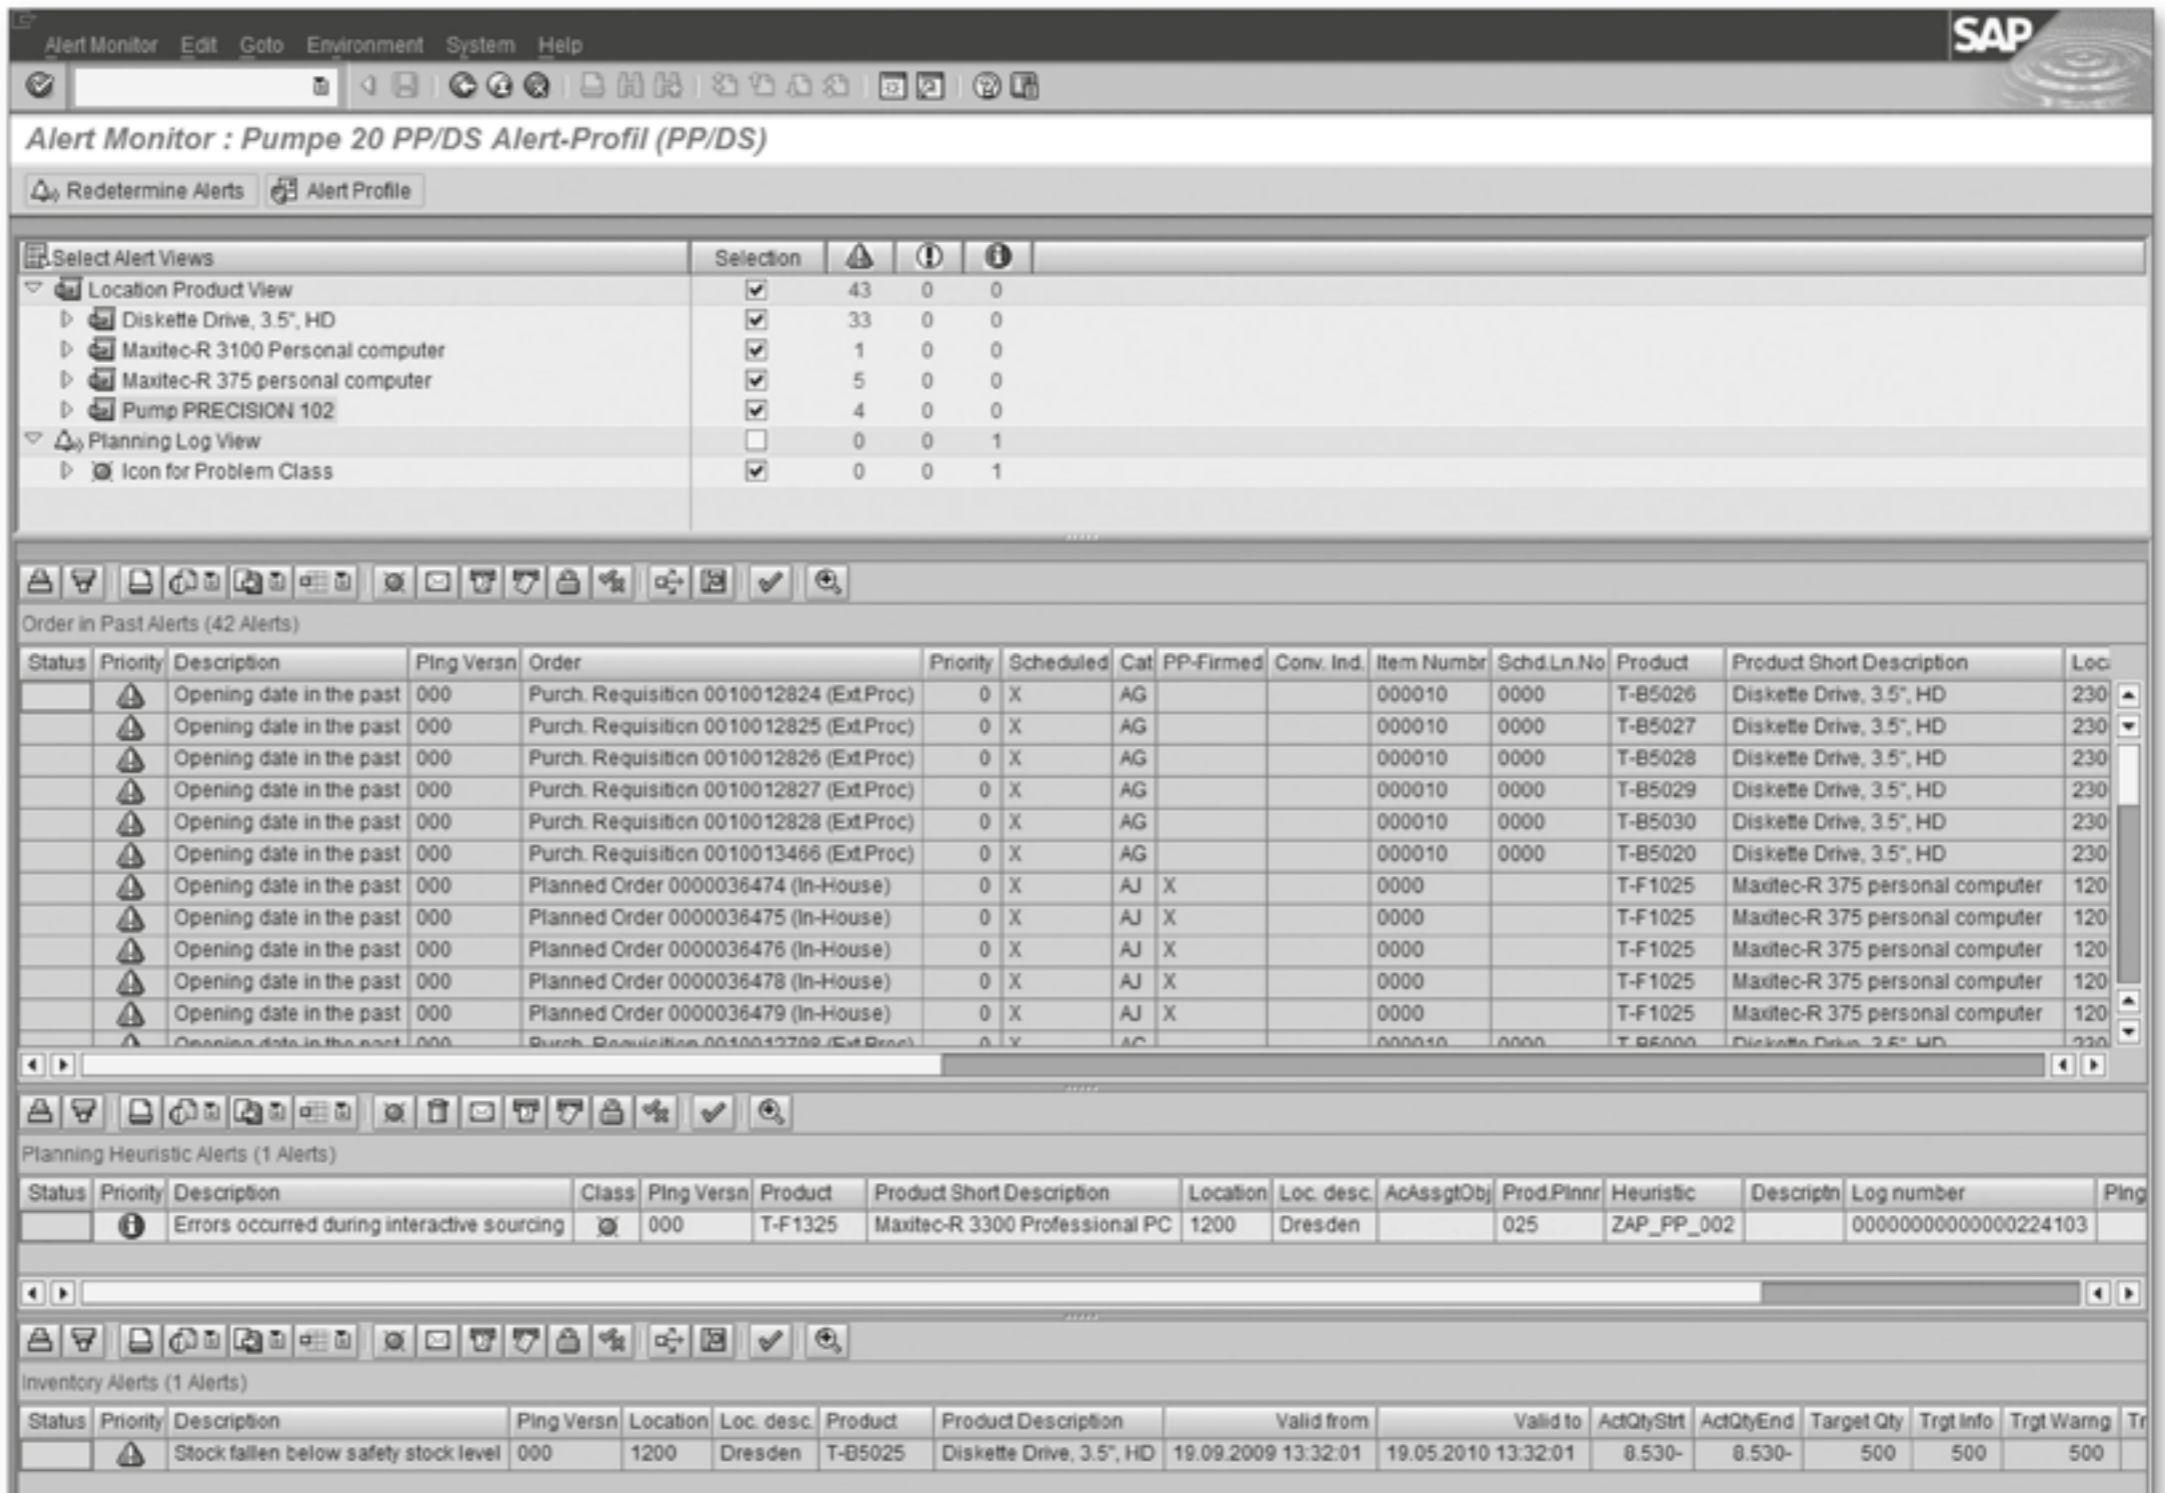 SAP
Alert Monitor Edit Goto Environment System Help
Alert Monitor : Pumpe 20 PP/DS Alert-Profil (PP/DS)
Redetermine Alerts Alert Profile
Select Alert Views Selection
Location Product View 43 0 0
Diskette Drive, 3.5", HD 33 0 0
Maxitec-R 3100 Personal computer 1 0 0
Maxitec-R 375 personal computer 5 0 0
Pump PRECISION 102 4 0 0
Planning Log View 0 0 1
Icon for Problem Class 0 0 1
Order in Past Alerts (42 Alerts)
Status Priority Description Plng Versn Order Priority Scheduled Cat PP-Firmed Conv. Ind. Item Numbr Schd.Ln.No Product Product Short Description
Opening date in the past 000 Purch. Requisition 0010012824 (Ext.Proc) 0 X AG 000010 0000 T-B5026 Diskette Drive, 3.5", HD 230
Opening date in the past 000 Purch. Requisition 0010012825 (Ext.Proc) 0 X AG 000010 0000 T-B5027 Diskette Drive, 3.5", HD 230
Opening date in the past 000 Purch. Requisition 0010012826 (Ext.Proc) 0 X AG 000010 0000 T-B5028 Diskette Drive, 3.5", HD 230
Opening date in the past 000 Purch. Requisition 0010012827 (Ext.Proc) 0 X AG 000010 0000 T-B5029 Diskette Drive, 3.5", HD 230
Opening date in the past 000 Purch. Requisition 0010012828 (Ext.Proc) 0 X AG 000010 0000 T-B5030 Diskette Drive, 3.5", HD 230
Opening date in the past 000 Purch. Requisition 0010013466 (Ext.Proc) 0 X AG 000010 0000 T-B5020 Diskette Drive, 3.5", HD 230
Opening date in the past 000 Planned Order 0000036474 (In-House) 0 X AJ X 0000 T-F1025 Maxitec-R 375 personal computer 120
Opening date in the past 000 Planned Order 0000036475 (In-House) 0 X AJ X 0000 T-F1025 Maxitec-R 375 personal computer 120
Opening date in the past 000 Planned Order 0000036476 (In-House) 0 X AJ X 0000 T-F1025 Maxitec-R 375 personal computer 120
Opening date in the past 000 Planned Order 0000036478 (In-House) 0 X AJ X 0000 T-F1025 Maxitec-R 375 personal computer 120
Opening date in the past 000 Planned Order 0000036479 (In-House) 0 X AJ X 0000 T-F1025 Maxitec-R 375 personal computer 120
Opening date in the past 000 Purch. Requisition
Planning Heuristic Alerts (1 Alerts)
Status Priority Description Class Plng Versn Product Product Short Description Location Loc. desc. AcAssgtObj Prod.Plnnr Heuristic Descriptn Log number Plng
Errors occurred during interactive sourcing 000 T-F1325 Maxitec-R 3300 Professional PC 1200 Dresden 025 ZAP_PP_002 00000000000000224103
Inventory Alerts (1 Alerts)
Status Priority Description Plng Versn Location Loc. desc. Product Product Description Valid from Valid to ActQtyStrt ActQtyEnd Target Qty Trgt Info Trgt Warng Tr
Stock fallen below safety stock level 000 1200 Dresden T-B5025 Diskette Drive, 3.5", HD 19.09.2009 13:32:01 19.05.2010 13:32:01 8.530- 8.530- 500 500 500